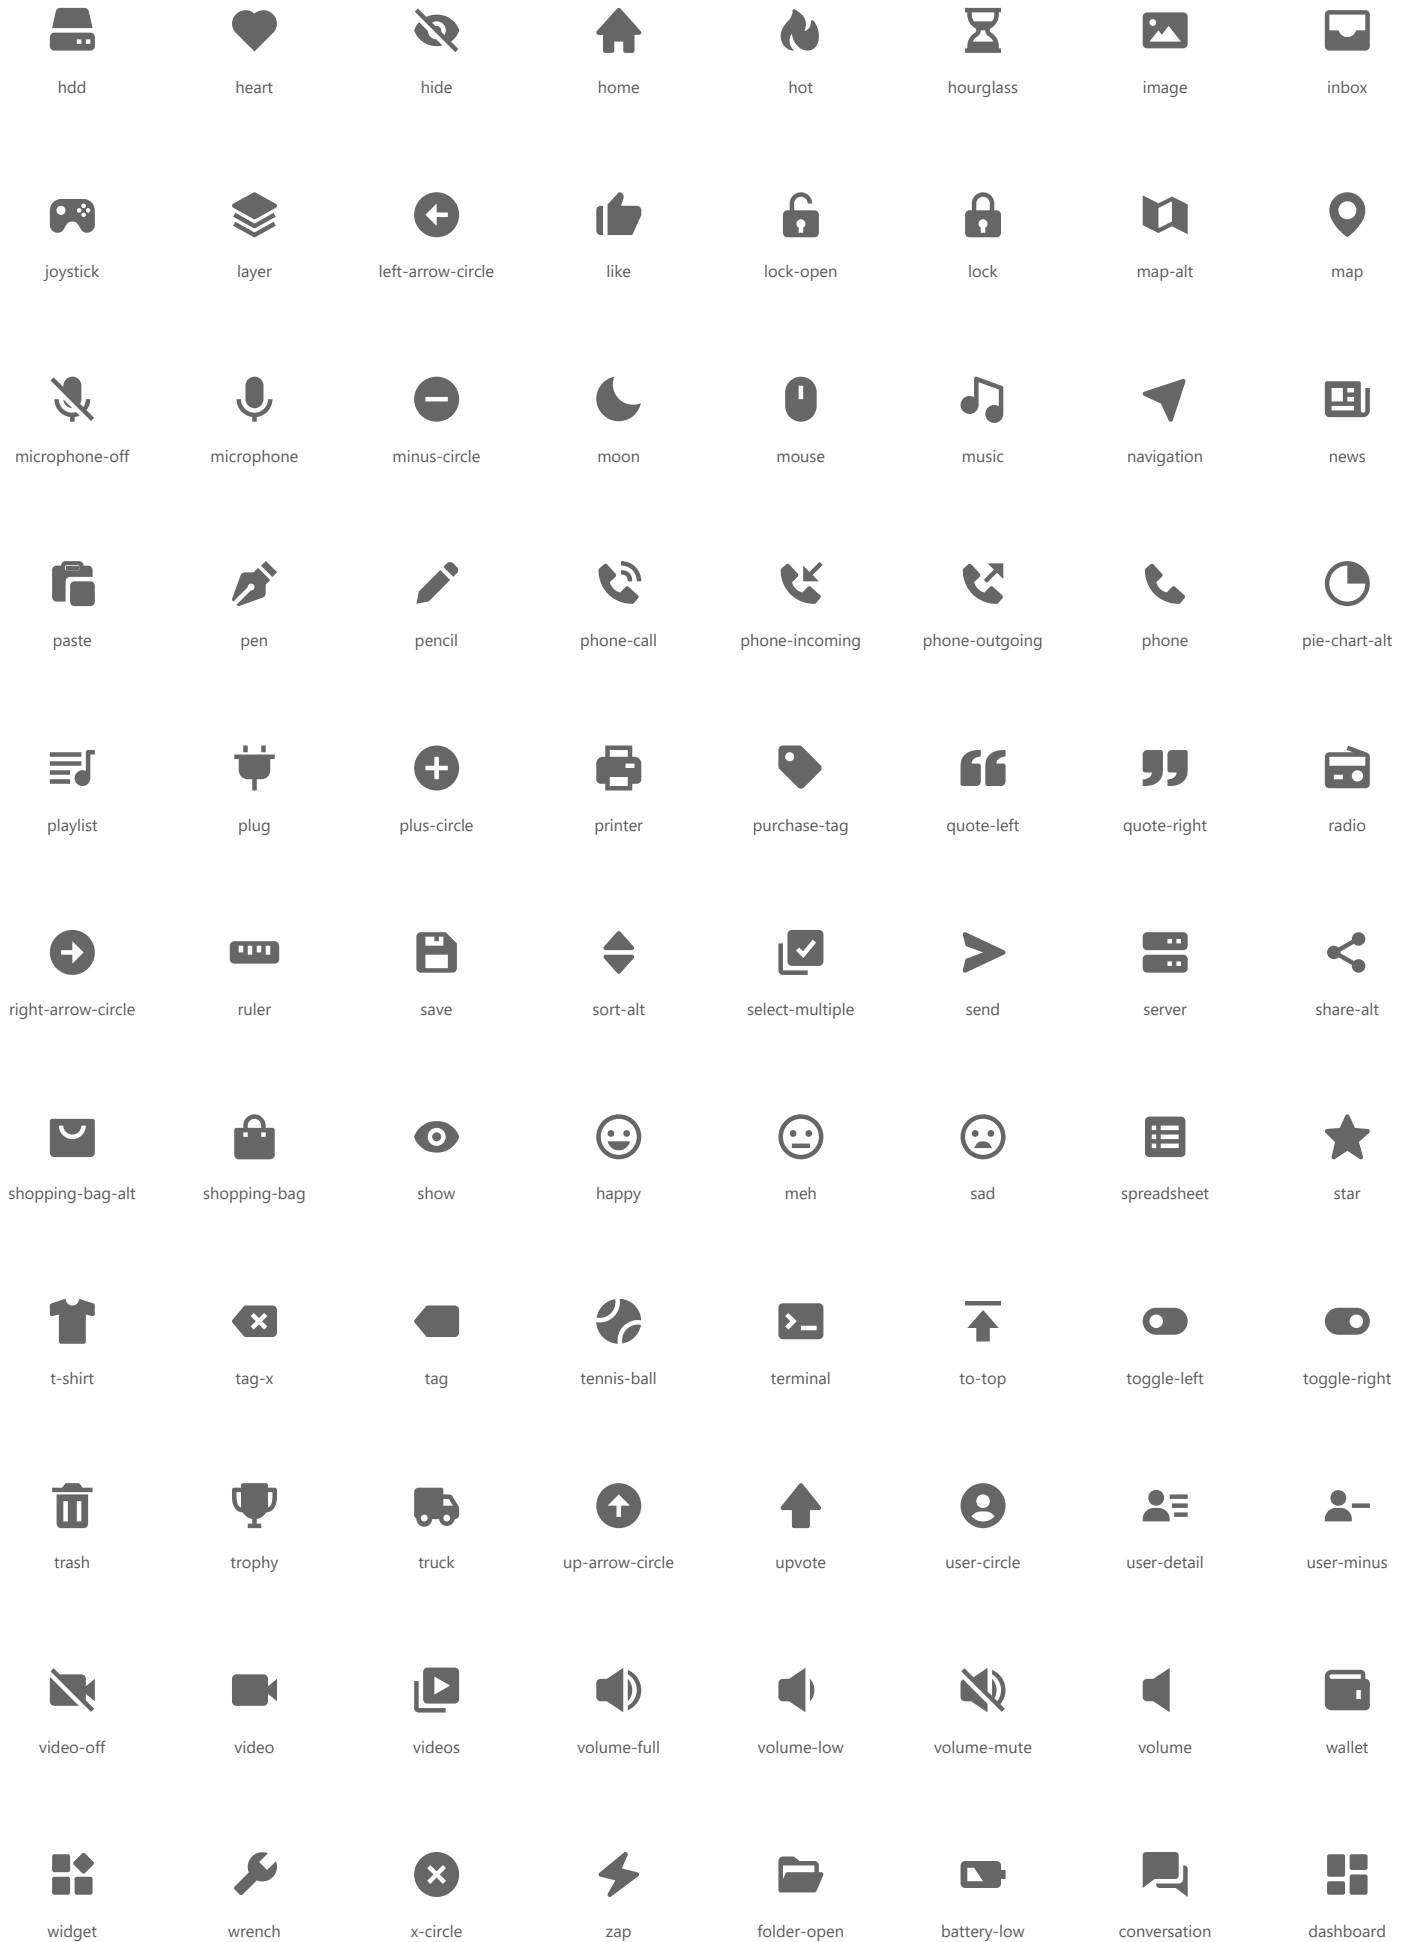 hdd heart hide home hot hourglass image inbox
joystick layer left-arrow-circle like lock-open lock map-alt map
microphone-off microphone minus-circle moon mouse music navigation news
paste pen pencil phone-call phone-incoming phone-outgoing phone pie-chart-alt
playlist plug plus-circle printer purchase-tag quote-left quote-right radio
right-arrow-circle ruler save sort-alt select-multiple send server share-alt
shopping-bag-alt shopping-bag show happy meh sad spreadsheet star
t-shirt tag-x tag tennis-ball terminal to-top toggle-left toggle-right
trash trophy truck up-arrow-circle upvote user-circle user-detail user-minus
video-off video videos volume-full volume-low volume-mute volume wallet
widget wrench x-circle zap folder-open battery-low conversation dashboard